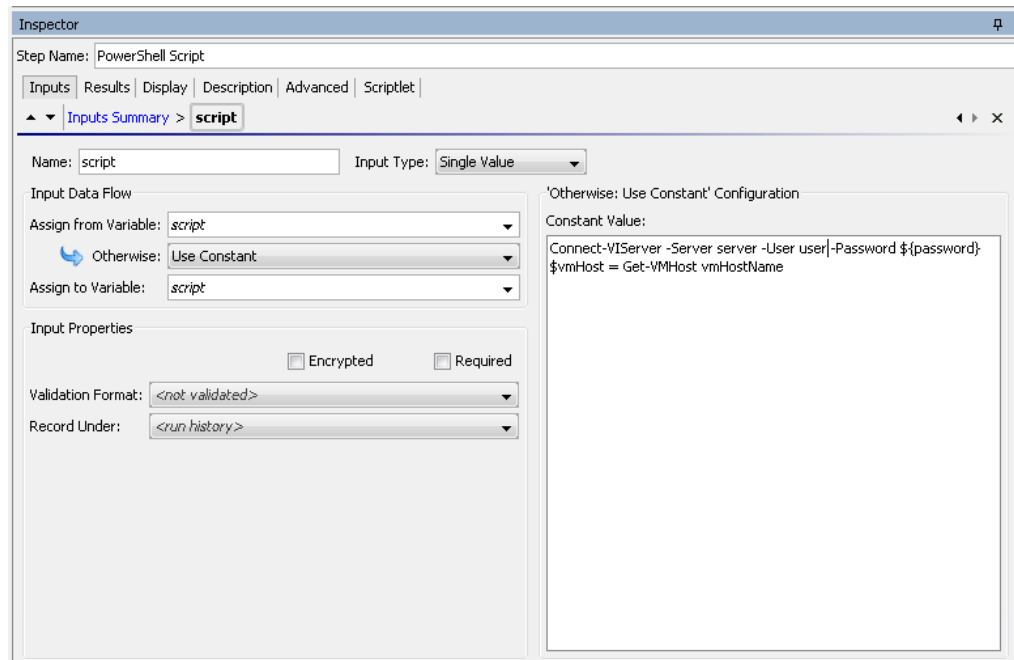 Inspector
Step Name: PowerShell Script
Inputs Results Display Description Advanced Scriptlet
Inputs Summary > script
Name: script Input Type: Single Value
Input Data Flow
Assign from Variable: script
Otherwise: Use Constant
Assign to Variable: script
Input Properties
Encrypted Required
Validation Format: <not validated>
Record Under: <run history>
'Otherwise: Use Constant' Configuration
Constant Value:
Connect-VIServer -Server server -User user -Password ${password}
$vmHost = Get-VMHost vmHostName